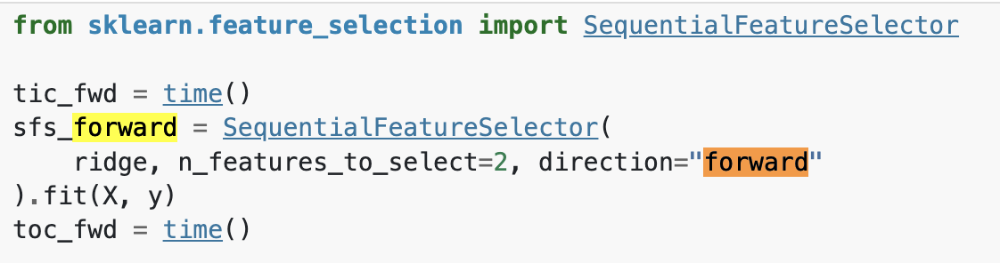 from sklearn.feature_selection import SequentialFeatureSelector
tic_fwd = time()
sfs_forward = SequentialFeatureSelector(
    ridge, n_features_to_select=2, direction="forward"
).fit(X, y)
toc_fwd = time()